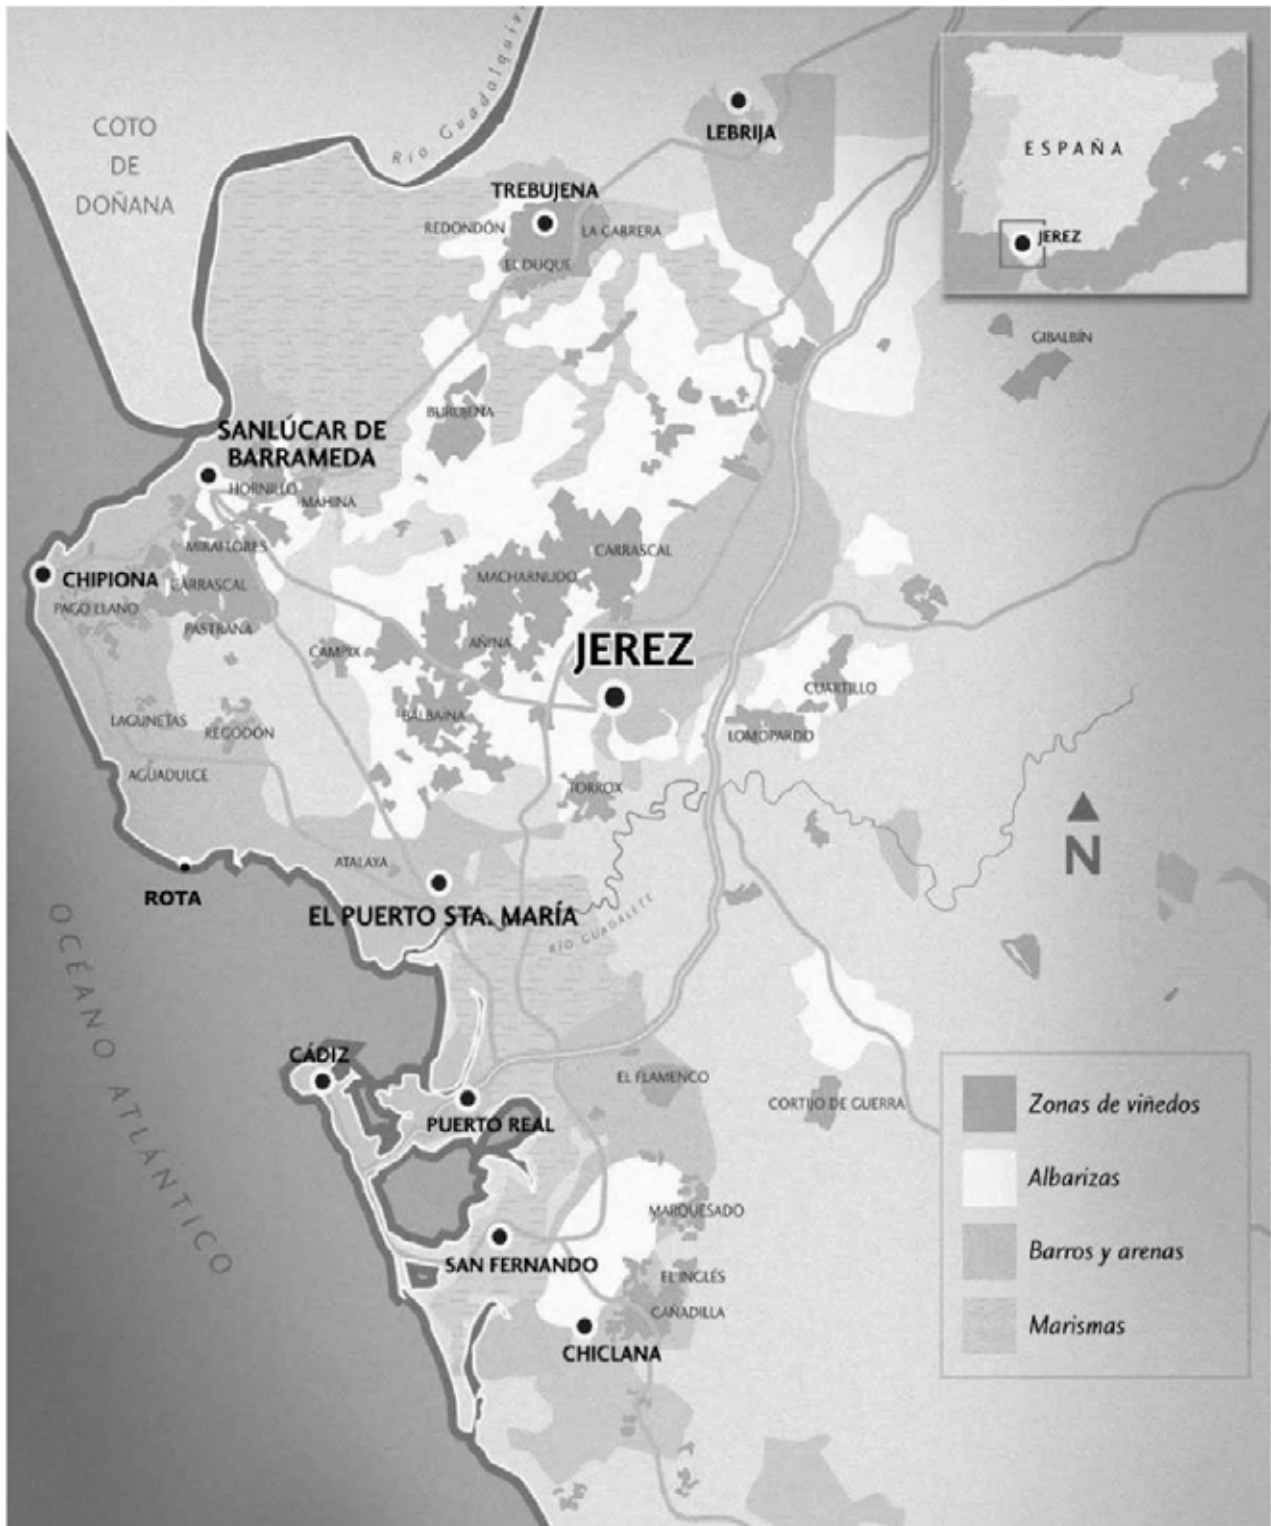 COTO
DE
DOÑANA
Río Guadalquivir
LEBRIJA
ESPAÑA
JEREZ
TREBUJENA
REDONDÓN
LA CABRERA
EL DUQUE
GIBALBÍN
BURUJENA
SANLÚCAR DE
BARRAMEDA
HORNILLO
MAHINA
MIRAFLORES
CARRASCAL
MACHARNUDO
CHIPIONA
CARRASCAL
PAGO LLANO
PASTRANA
CAMPIX
AÑINA
JEREZ
CUARTILLO
BALBAINA
LAGUNETAS
REGODÓN
LOMOPARDO
AGUADULCE
TORROX
N
ATALAYA
ROTA
EL PUERTO STA. MARÍA
RÍO GUADALETE
OCÉANO ATLÁNTICO
CÁDIZ
EL FLAMENCO
CORTIJO DE GUERRA
PUERTO REAL
MARQUESADO
SAN FERNANDO
EL INGLÉS
CAÑADILLA
CHICLANA
Zonas de viñedos
Albarizas
Barros y arenas
Marismas